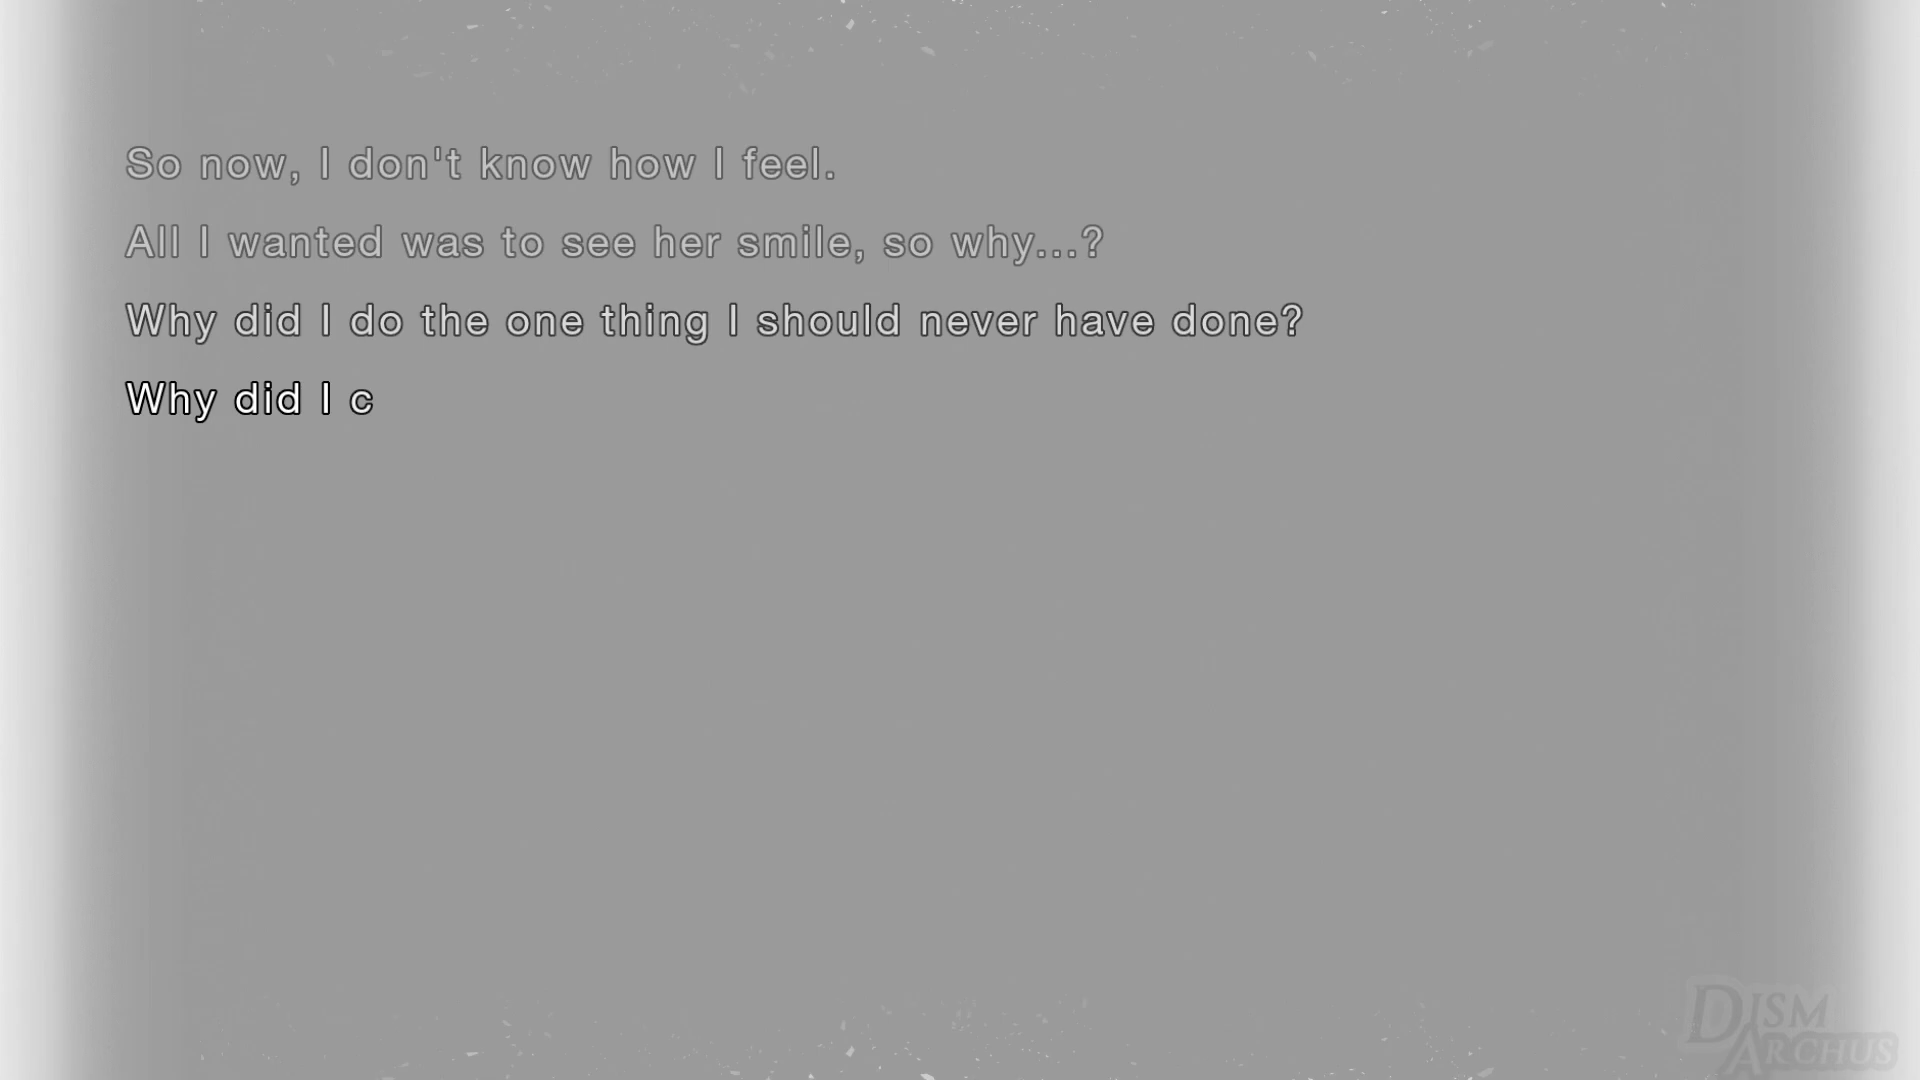 So now, I don't know how I feel.
All I wanted was to see her smile, so why...?
Why did I do the one thing I should never have done?
Why did I c
DISM
ARCHUS